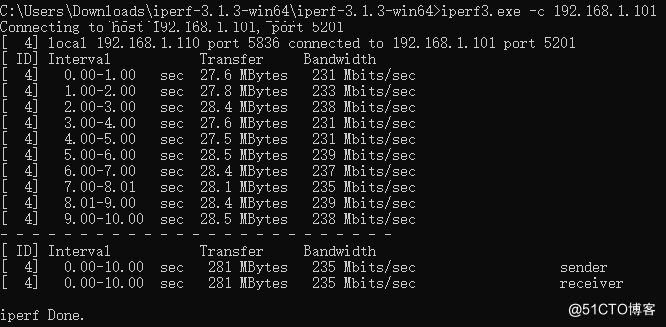 C:\Users\Downloads\iperf-3.1.3-win64\iperf-3.1.3-win64>iperf3.exe -c 192.168.1.101
Connecting to host 192.168.1.101, port 5201
[  4] local 192.168.1.110 port 5836 connected to 192.168.1.101 port 5201
[ ID] Interval           Transfer     Bandwidth
[  4]   0.00-1.00   sec  27.6 MBytes   231 Mbits/sec
[  4]   1.00-2.00   sec  27.8 MBytes   233 Mbits/sec
[  4]   2.00-3.00   sec  28.4 MBytes   238 Mbits/sec
[  4]   3.00-4.00   sec  27.6 MBytes   231 Mbits/sec
[  4]   4.00-5.00   sec  27.5 MBytes   231 Mbits/sec
[  4]   5.00-6.00   sec  28.5 MBytes   239 Mbits/sec
[  4]   6.00-7.00   sec  28.4 MBytes   237 Mbits/sec
[  4]   7.00-8.01   sec  28.1 MBytes   235 Mbits/sec
[  4]   8.01-9.00   sec  28.4 MBytes   239 Mbits/sec
[  4]   9.00-10.00  sec  28.5 MBytes   238 Mbits/sec
- - - - - - - - - - - - - - - - - - - - - - - - -
[ ID] Interval           Transfer     Bandwidth
[  4]   0.00-10.00  sec   281 MBytes   235 Mbits/sec                  sender
[  4]   0.00-10.00  sec   281 MBytes   235 Mbits/sec                  receiver
iperf Done.
@51CTO博客